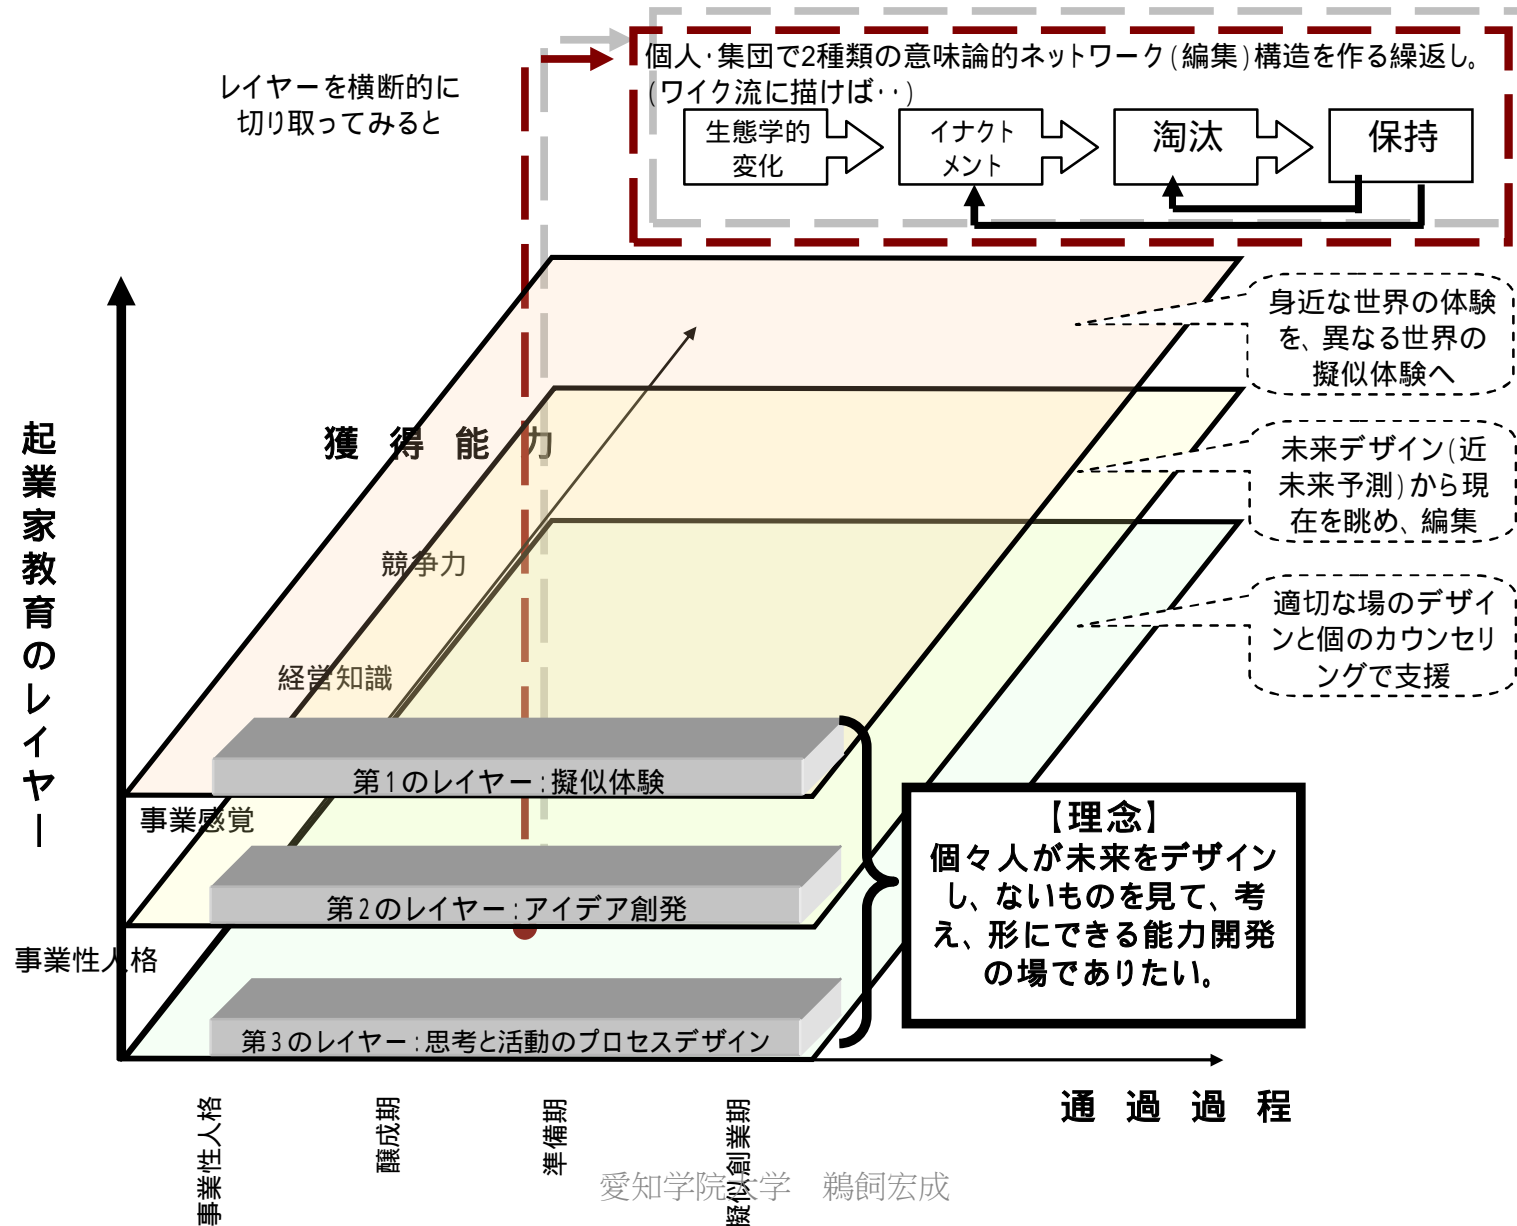 個人・集団で2種類の意味論的ネットワーク(編集)構造を作る繰返し。
(ワイク流に描けば‥)
レイヤーを横断的に
切り取ってみると
生態学的
変化
イナクト
メント
淘汰
保持
身近な世界の体験
を、異なる世界の
擬似体験へ
未来デザイン(近
未来予測)から現
在を眺め、編集
適切な場のデザイ
ンと個のカウンセリ
ングで支援
起業家教育のレイヤー
獲得能力
競争力
経営知識
事業感覚
事業性人格
第1のレイヤー:擬似体験
第2のレイヤー:アイデア創発
第3のレイヤー:思考と活動のプロセスデザイン
【理念】
個々人が未来をデザイン
し、ないものを見て、考
え、形にできる能力開発
の場でありたい。
通過過程
事業性人格
醸成期
準備期
擬似創業期
愛知学院大学 鵜飼宏成